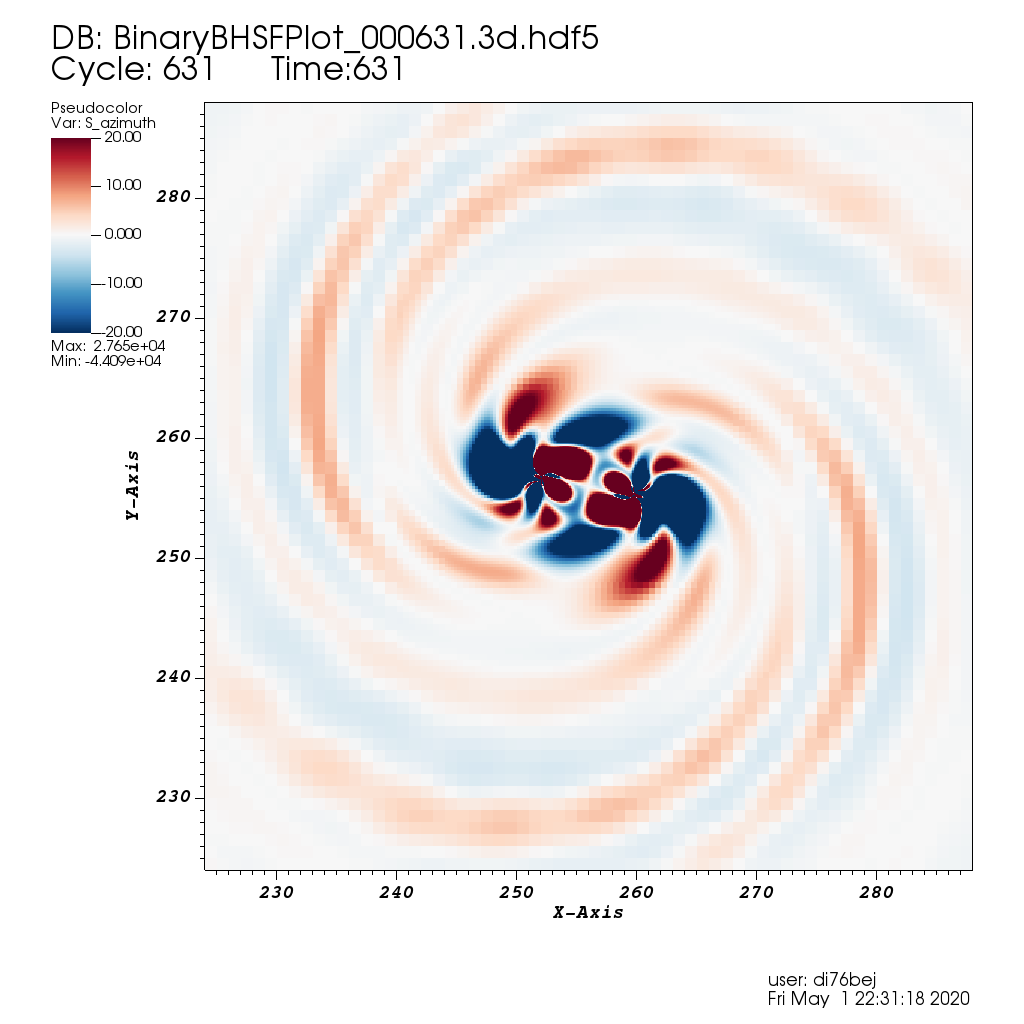 DB: BinaryBHSFPlot_000631.3d.hdf5
Cycle: 631 Time:631
Pseudocolor
Var: S_azimuth
20.00
10.00
0.000
-10.00
-20.00
Max: 2.765e+04
Min: -4.409e+04
280
270
260
250
240
230
Y-Axis
230 240 250 260 270 280
X-Axis
user: di76bej
Fri May 1 22:31:18 2020